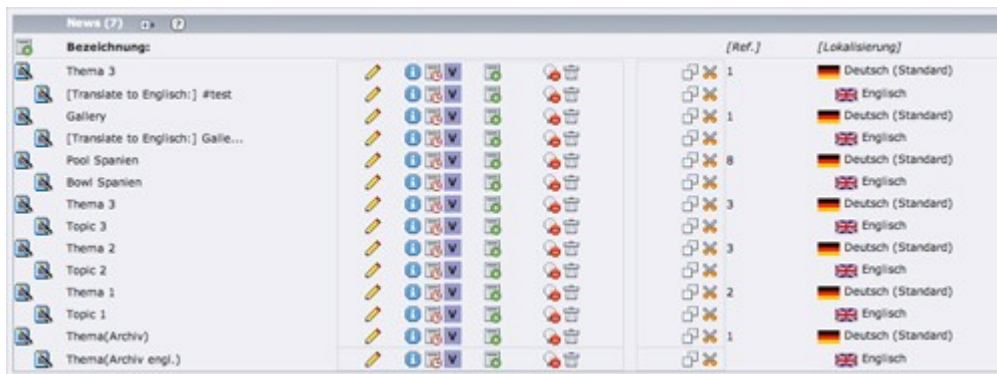 News (7)
Bezeichnung: [Ref.] [Lokalisierung]
Thema 3 V 1 Deutsch (Standard)
[Translate to Englisch:] #test V Englisch
Gallery V 1 Deutsch (Standard)
[Translate to Englisch:] Galle... V Englisch
Pool Spanien V 8 Deutsch (Standard)
Bowl Spanien V Englisch
Thema 3 V 3 Deutsch (Standard)
Topic 3 V Englisch
Thema 2 V 3 Deutsch (Standard)
Topic 2 V Englisch
Thema 1 V 2 Deutsch (Standard)
Topic 1 V Englisch
Thema(Archiv) V 1 Deutsch (Standard)
Thema(Archiv engl.) V Englisch